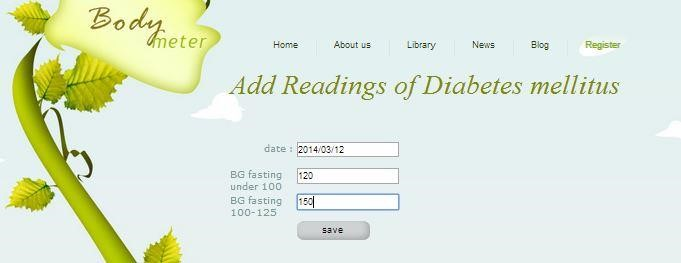 Body
meter
Home About us Library News Blog Register
Add Readings of Diabetes mellitus
date : 2014/03/12
BG fasting
under 100 120
BG fasting
100-125 150
save